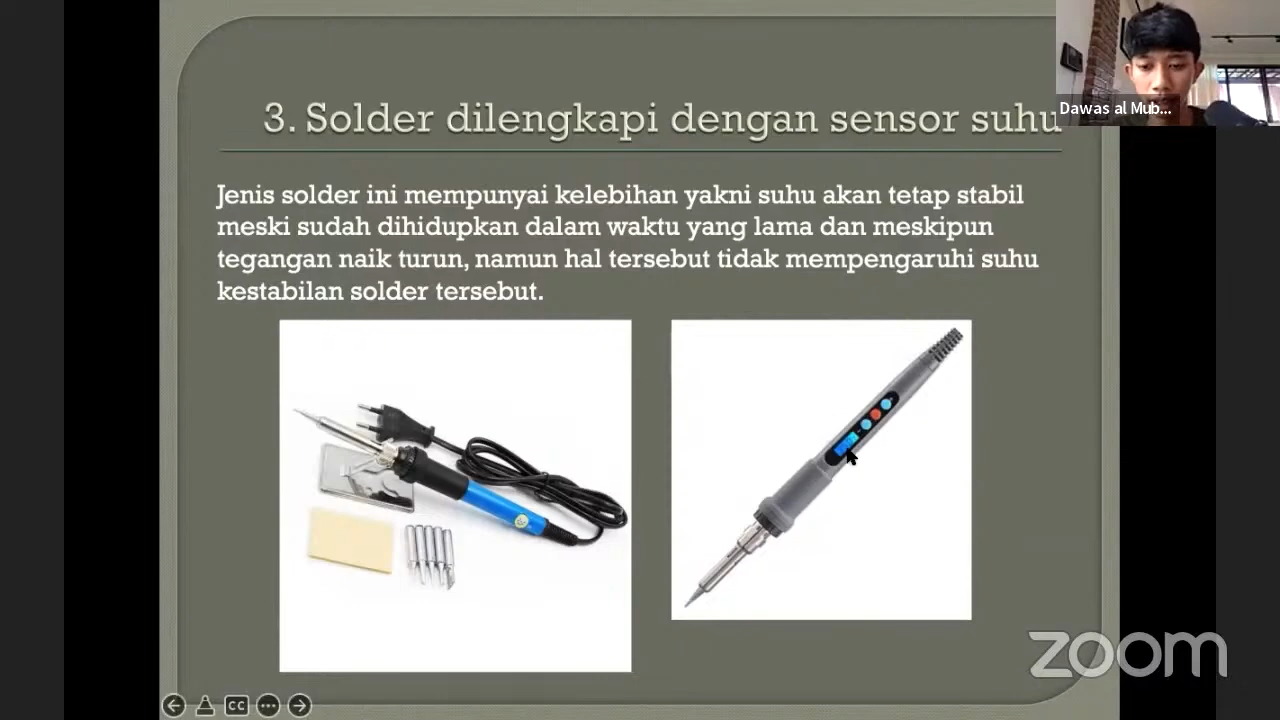 3. Solder dilengkapi dengan sensor suhu
Dawas al Mub...
Jenis solder ini mempunyai kelebihan yakni suhu akan tetap stabil
meski sudah dihidupkan dalam waktu yang lama dan meskipun
tegangan naik turun, namun hal tersebut tidak mempengaruhi suhu
kestabilan solder tersebut.
zoom
CC